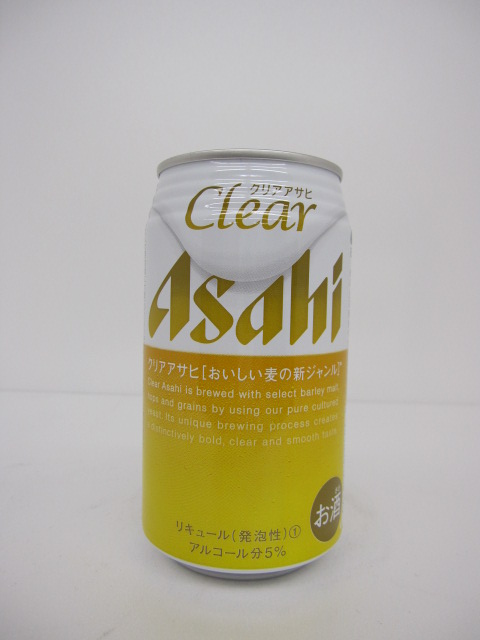 クリアアサヒ
Clear
Asahi
クリアアサヒ[おいしい麦の新ジャンル]
Clear Asahi is brewed with select barley malt,
hops and grains by using our pure cultured
yeast. Its unique brewing process creates
a distinctively bold, clear and smooth taste.
お酒
リキュール(発泡性)①
アルコール分5%